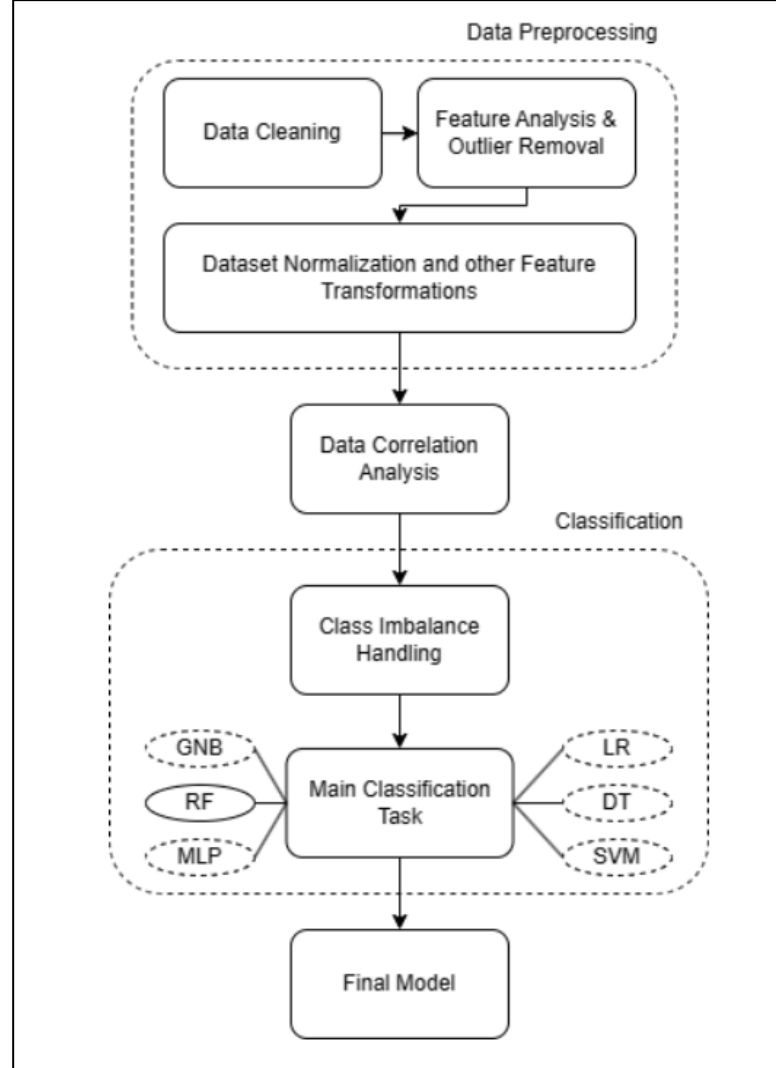 Data Preprocessing
Data Cleaning
Feature Analysis &
Outlier Removal
Dataset Normalization and other Feature
Transformations
Data Correlation
Analysis
Classification
Class Imbalance
Handling
GNB
RF
MLP
Main Classification
Task
LR
DT
SVM
Final Model